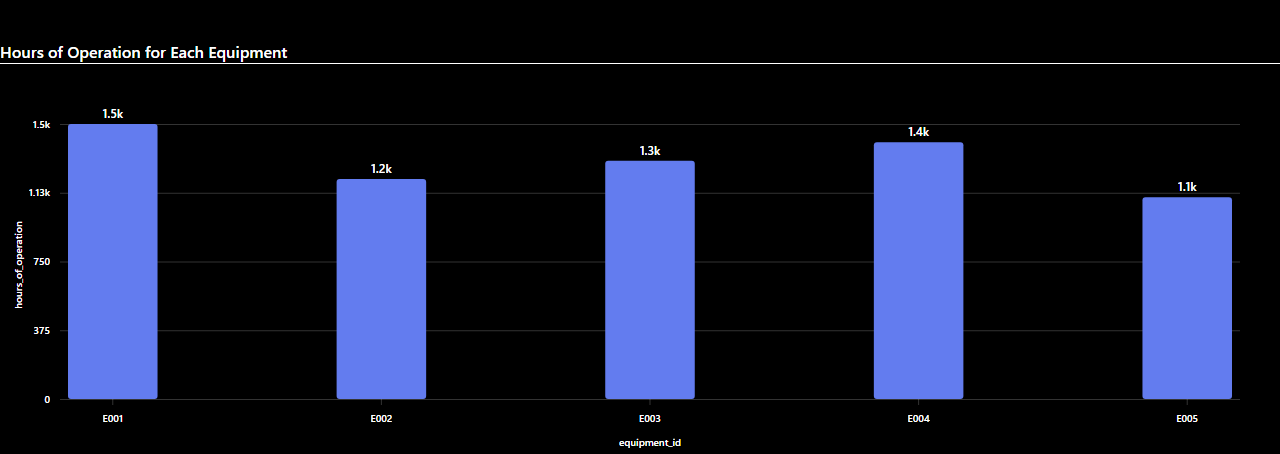 Hours of Operation for Each Equipment
1.5k
1.2k
1.3k
1.4k
1.1k
1.5k
1.13k
750
375
0
hours_of_operation
E001
E002
E003
E004
E005
equipment_id